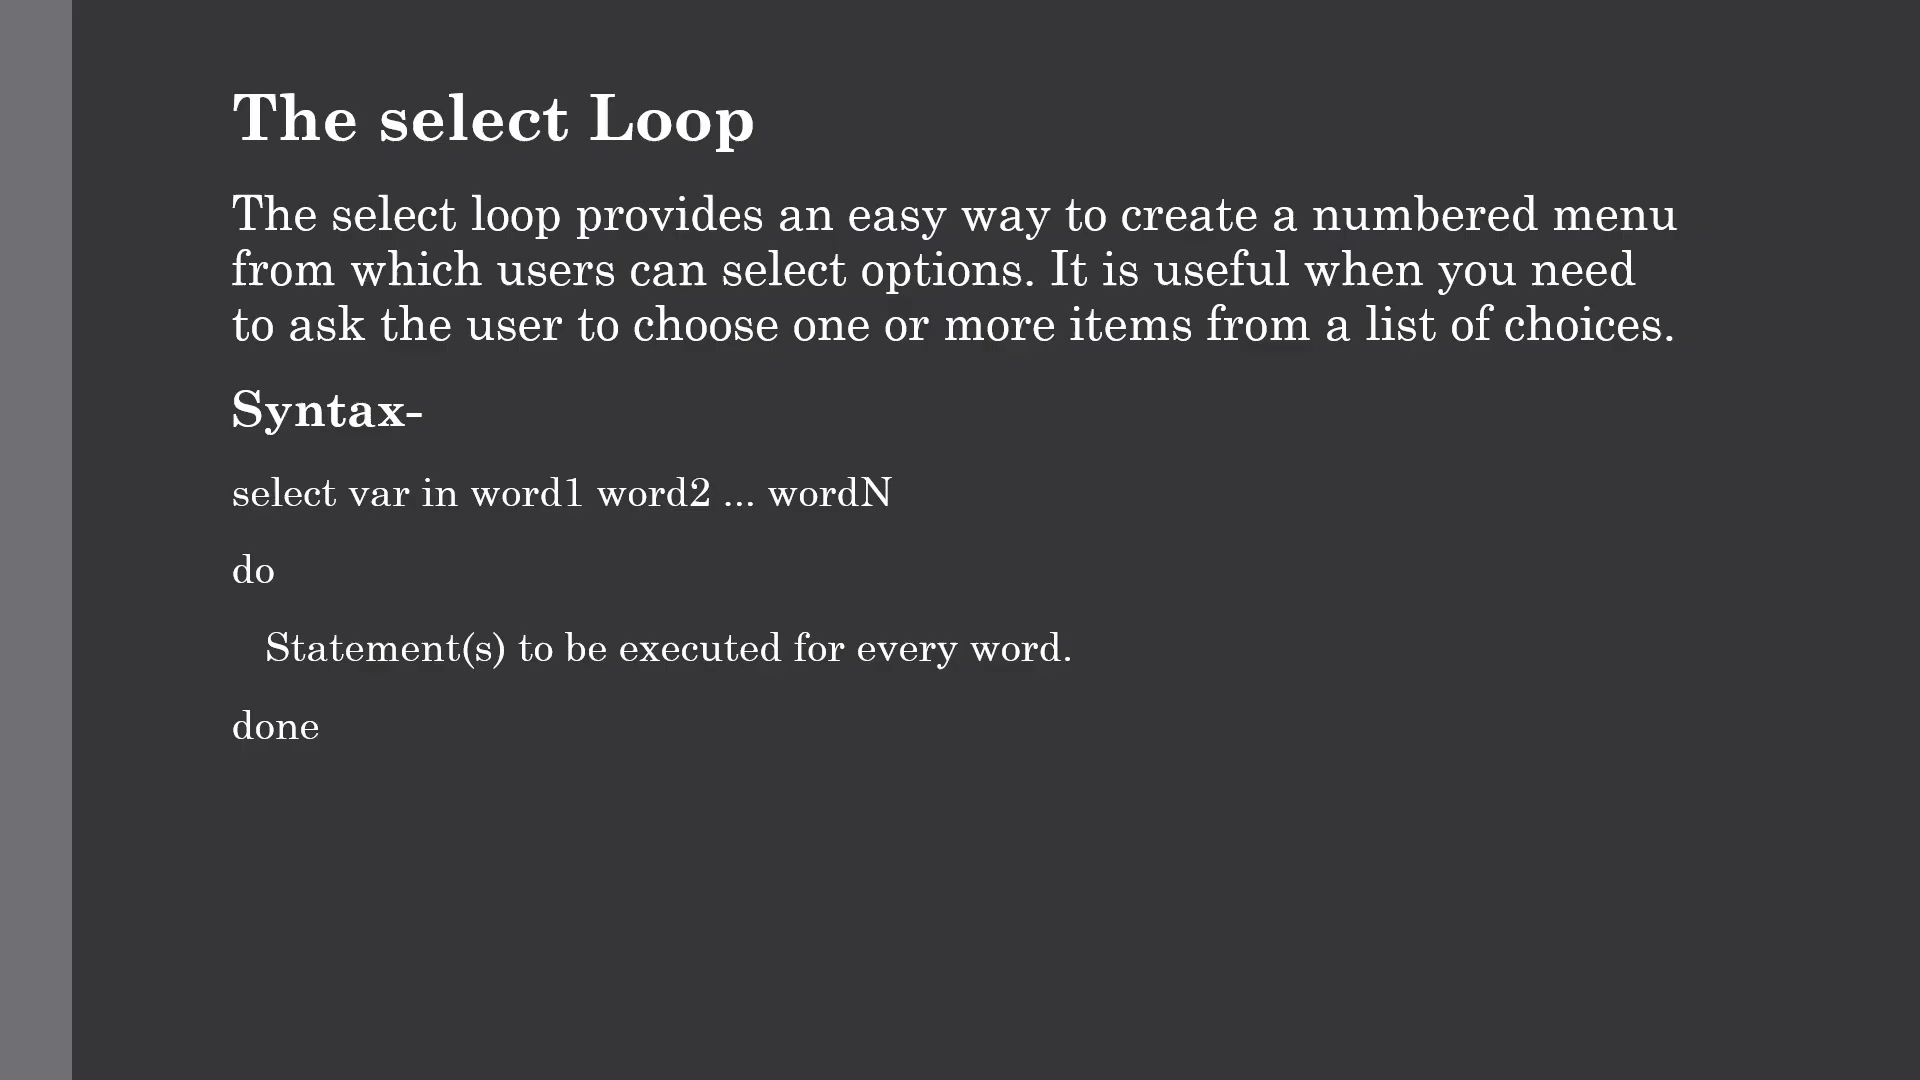 The select Loop
The select loop provides an easy way to create a numbered menu
from which users can select options. It is useful when you need
to ask the user to choose one or more items from a list of choices.
Syntax-
select var in word1 word2 ... wordN
do
Statement(s) to be executed for every word.
done